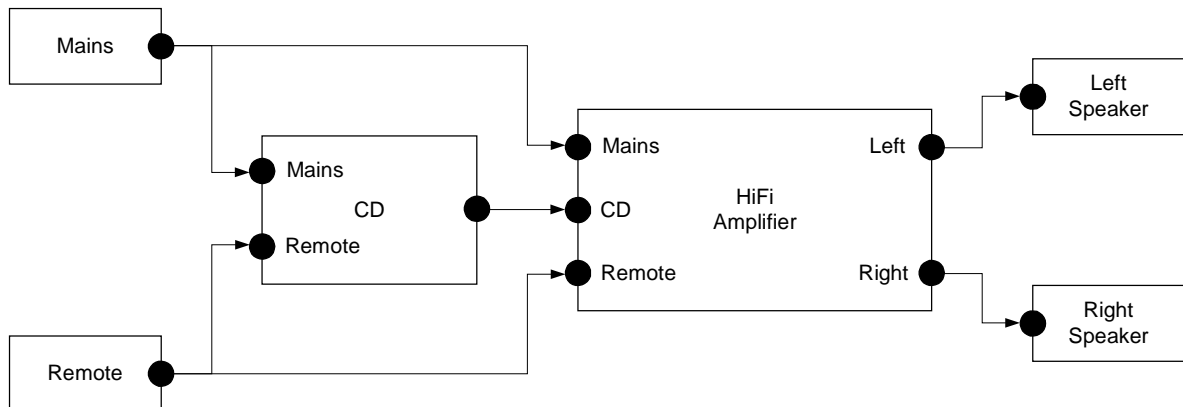 Mains
Mains
CD
Remote
Remote
Mains
CD
Remote
HiFi
Amplifier
Left
Right
Left
Speaker
Right
Speaker